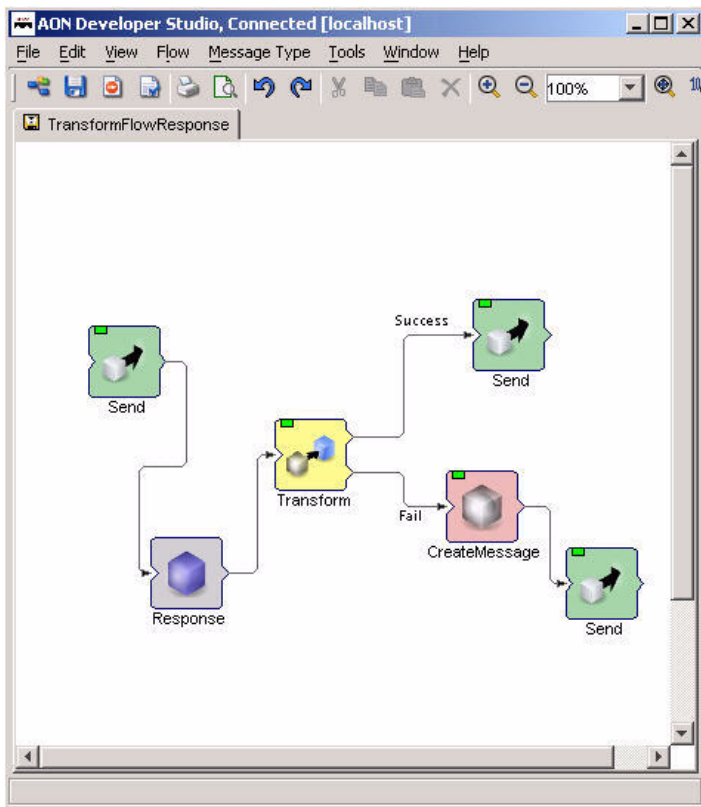 AON Developer Studio, Connected [localhost]
File Edit View Flow Message Type Tools Window Help
100%
TransformFlowResponse
Success
Send
Send
Transform
Fail
CreateMessage
Response
Send